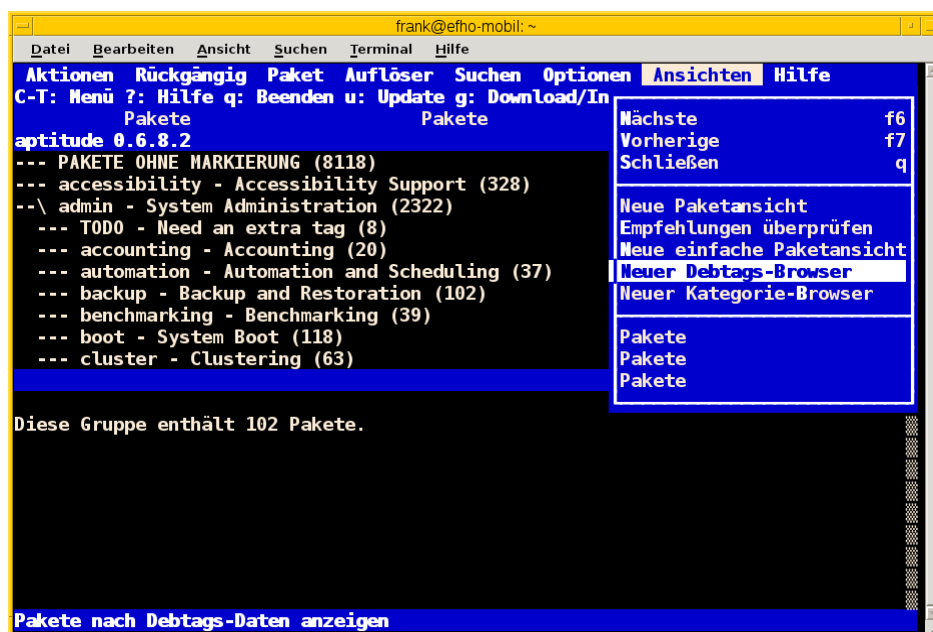 frank@efho-mobil: ~
Datei Bearbeiten Ansicht Suchen Terminal Hilfe
Aktionen Rückgängig Paket Auflöser Suchen Optionen Ansichten Hilfe
C-T: Menü ?: Hilfe q: Beenden u: Update g: Download/In
Pakete Pakete
aptitude 0.6.8.2
--- PAKETE OHNE MARKIERUNG (8118)
--- accessibility - Accessibility Support (328)
--\ admin - System Administration (2322)
--- TODO - Need an extra tag (8)
--- accounting - Accounting (20)
--- automation - Automation and Scheduling (37)
--- backup - Backup and Restoration (102)
--- benchmarking - Benchmarking (39)
--- boot - System Boot (118)
--- cluster - Clustering (63)
Nächste f6
Vorherige f7
Schließen q
Neue Paketansicht
Empfehlungen überprüfen
Neue einfache Paketansicht
Neuer Debtags-Browser
Neuer Kategorie-Browser
Pakete
Pakete
Pakete
Diese Gruppe enthält 102 Pakete.
Pakete nach Debtags-Daten anzeigen